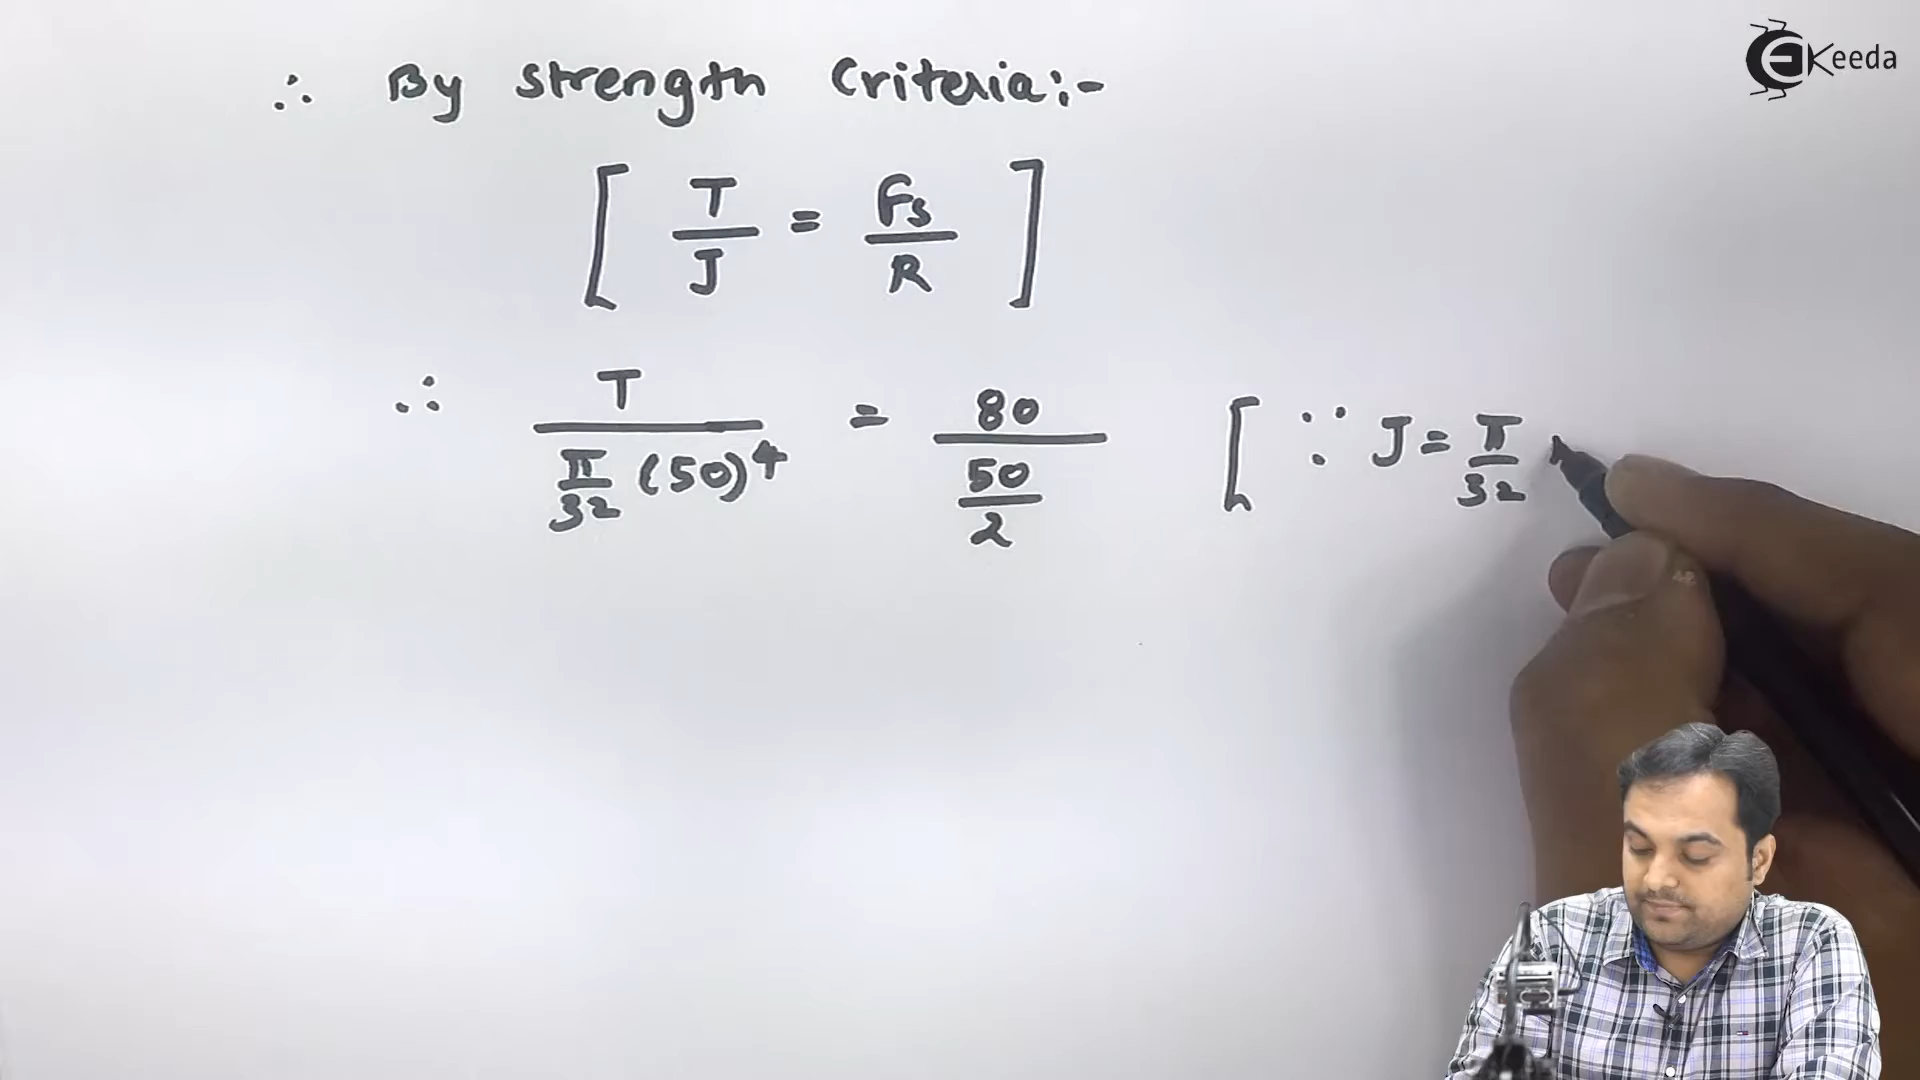 EKeeda
∴ By strength Criteria:-
[ T/J = Fs/R ]
∴ T / (π/32 (50)^4) = 80 / (50/2) [ ∵ J = π/32